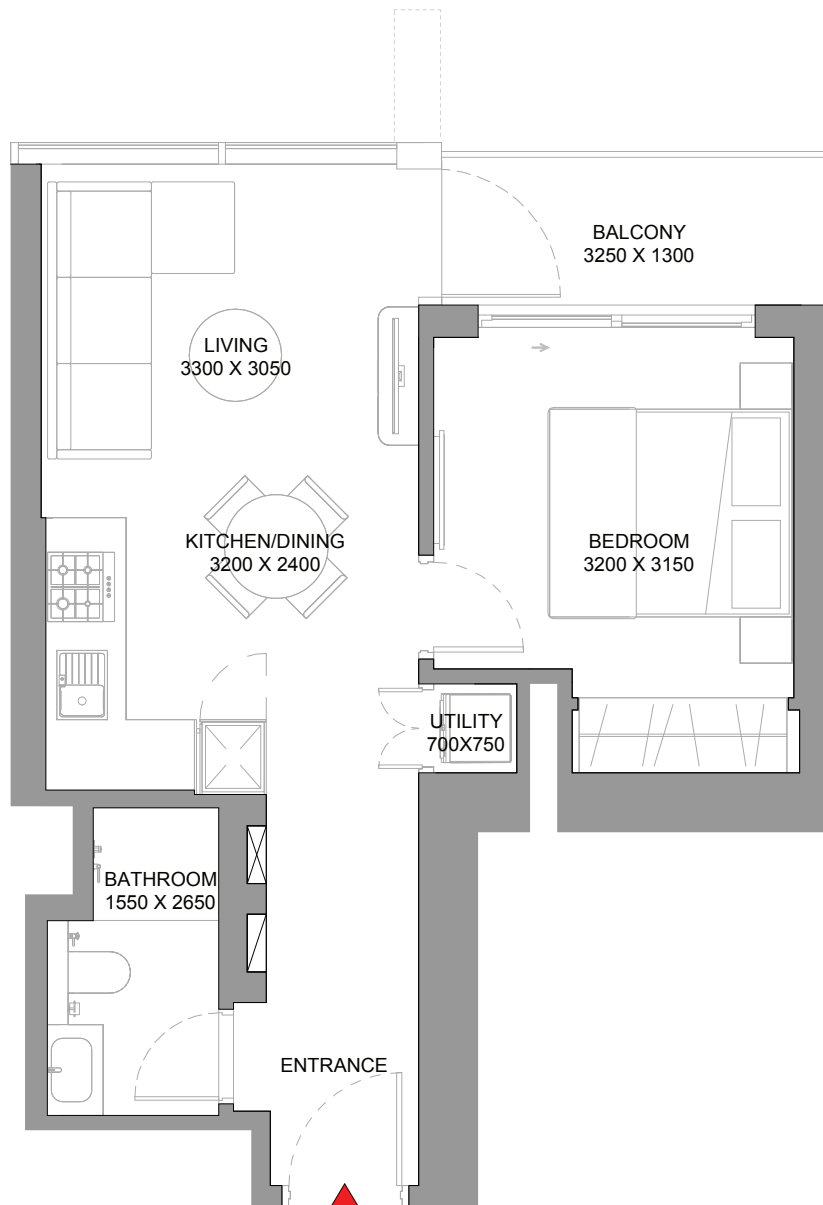 BALCONY
3250 X 1300
LIVING
3300 X 3050
KITCHEN/DINING
3200 X 2400
BEDROOM
3200 X 3150
UTILITY
700X750
BATHROOM
1550 X 2650
ENTRANCE